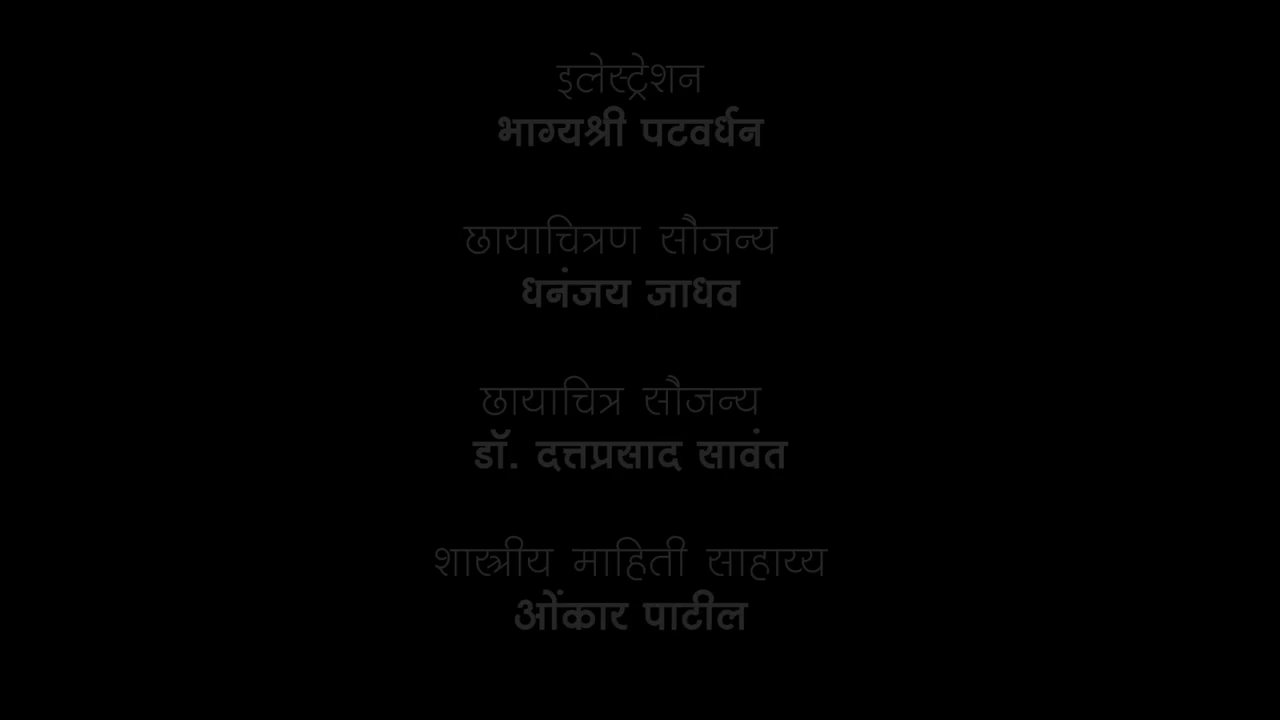 इलेस्ट्रेशन
भाग्यश्री पटवर्धन
छायाचित्रण सौजन्य
धनंजय जाधव
छायाचित्र सौजन्य
डॉ. दत्तप्रसाद सावंत
शास्त्रीय माहिती साहाय्य
ओंकार पाटील